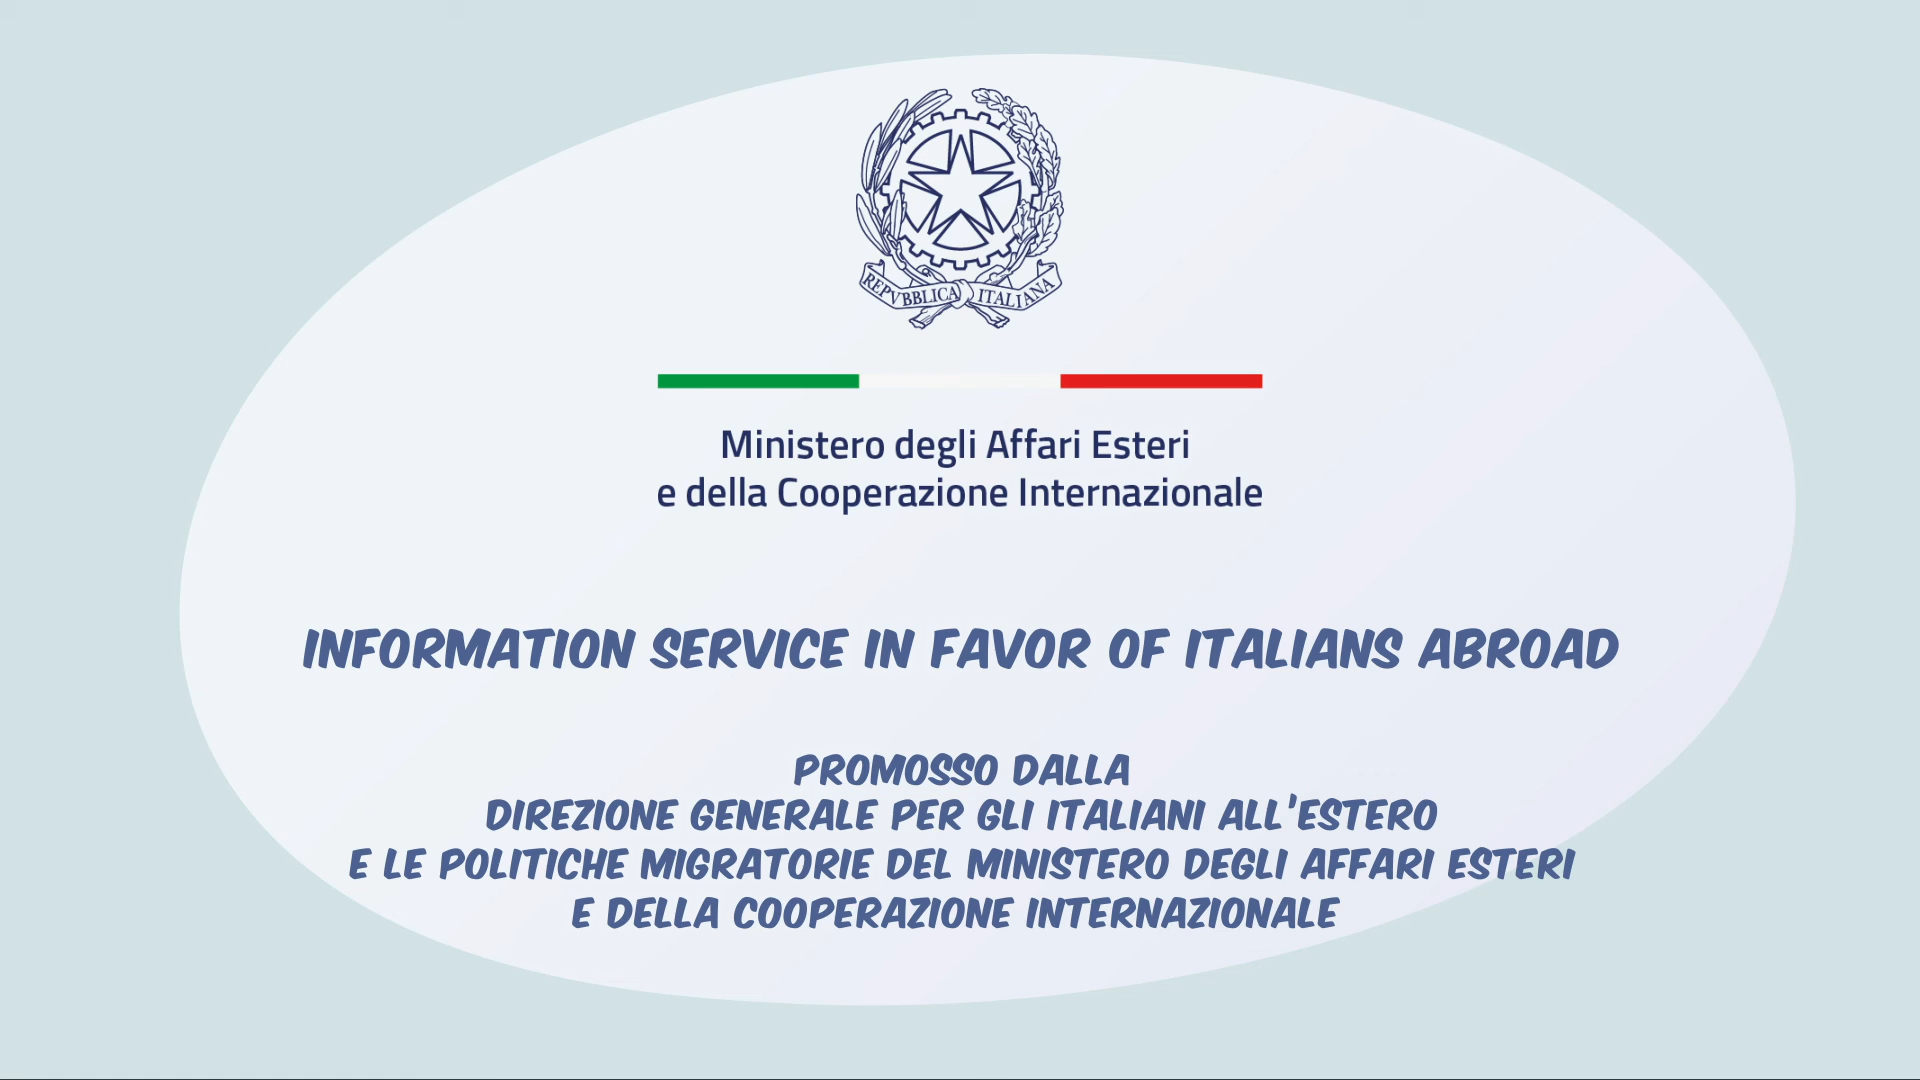 REPVBBLICA ITALIANA
Ministero degli Affari Esteri
e della Cooperazione Internazionale
INFORMATION SERVICE IN FAVOR OF ITALIANS ABROAD
PROMOSSO DALLA
DIREZIONE GENERALE PER GLI ITALIANI ALL'ESTERO
E LE POLITICHE MIGRATORIE DEL MINISTERO DEGLI AFFARI ESTERI
E DELLA COOPERAZIONE INTERNAZIONALE